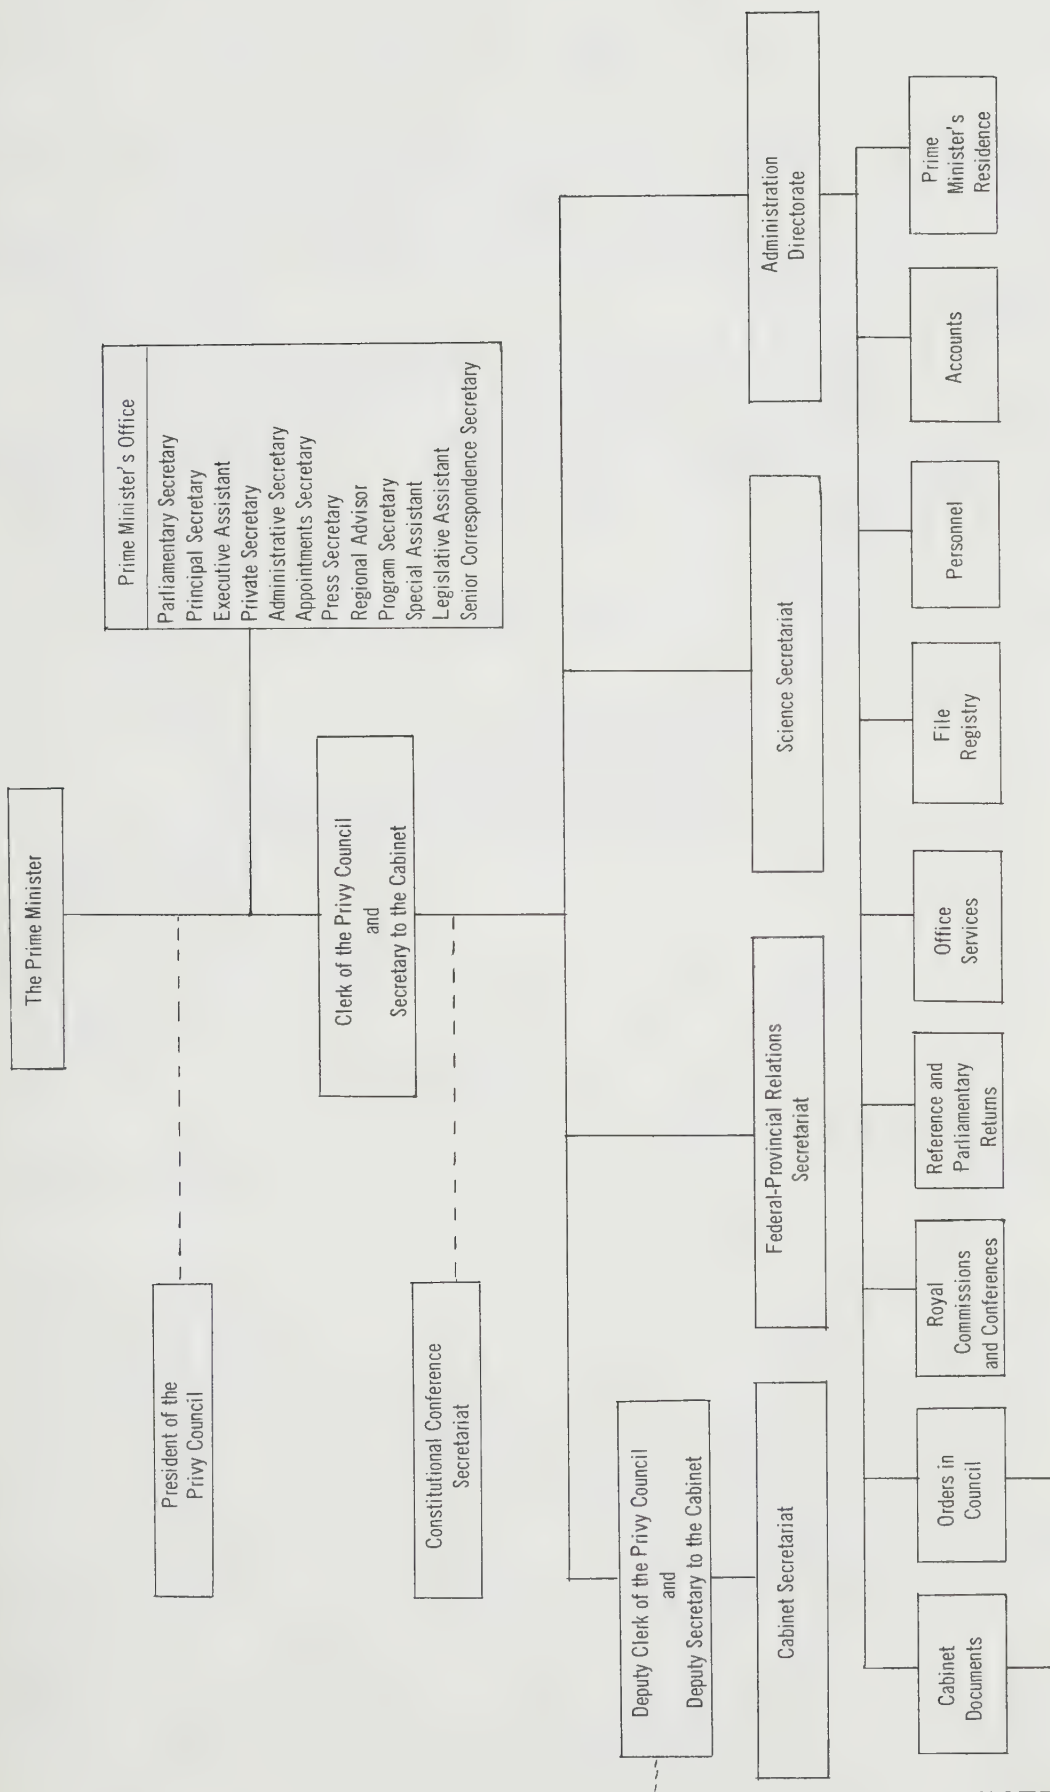 The Prime Minister
President of the
Privy Council
Prime Minister's Office
Parliamentary Secretary
Principal Secretary
Executive Assistant
Private Secretary
Administrative Secretary
Appointments Secretary
Press Secretary
Regional Advisor
Program Secretary
Special Assistant
Legislative Assistant
Senior Correspondence Secretary
Clerk of the Privy Council
and
Secretary to the Cabinet
Constitutional Conference
Secretariat
Deputy Clerk of the Privy Council
and
Deputy Secretary to the Cabinet
Cabinet Secretariat
Federal-Provincial Relations
Secretariat
Science Secretariat
Administration
Directorate
Cabinet
Documents
Orders in
Council
Royal
Commissions
and Conferences
Reference and
Parliamentary
Returns
Office
Services
File
Registry
Personnel
Accounts
Prime
Minister's
Residence